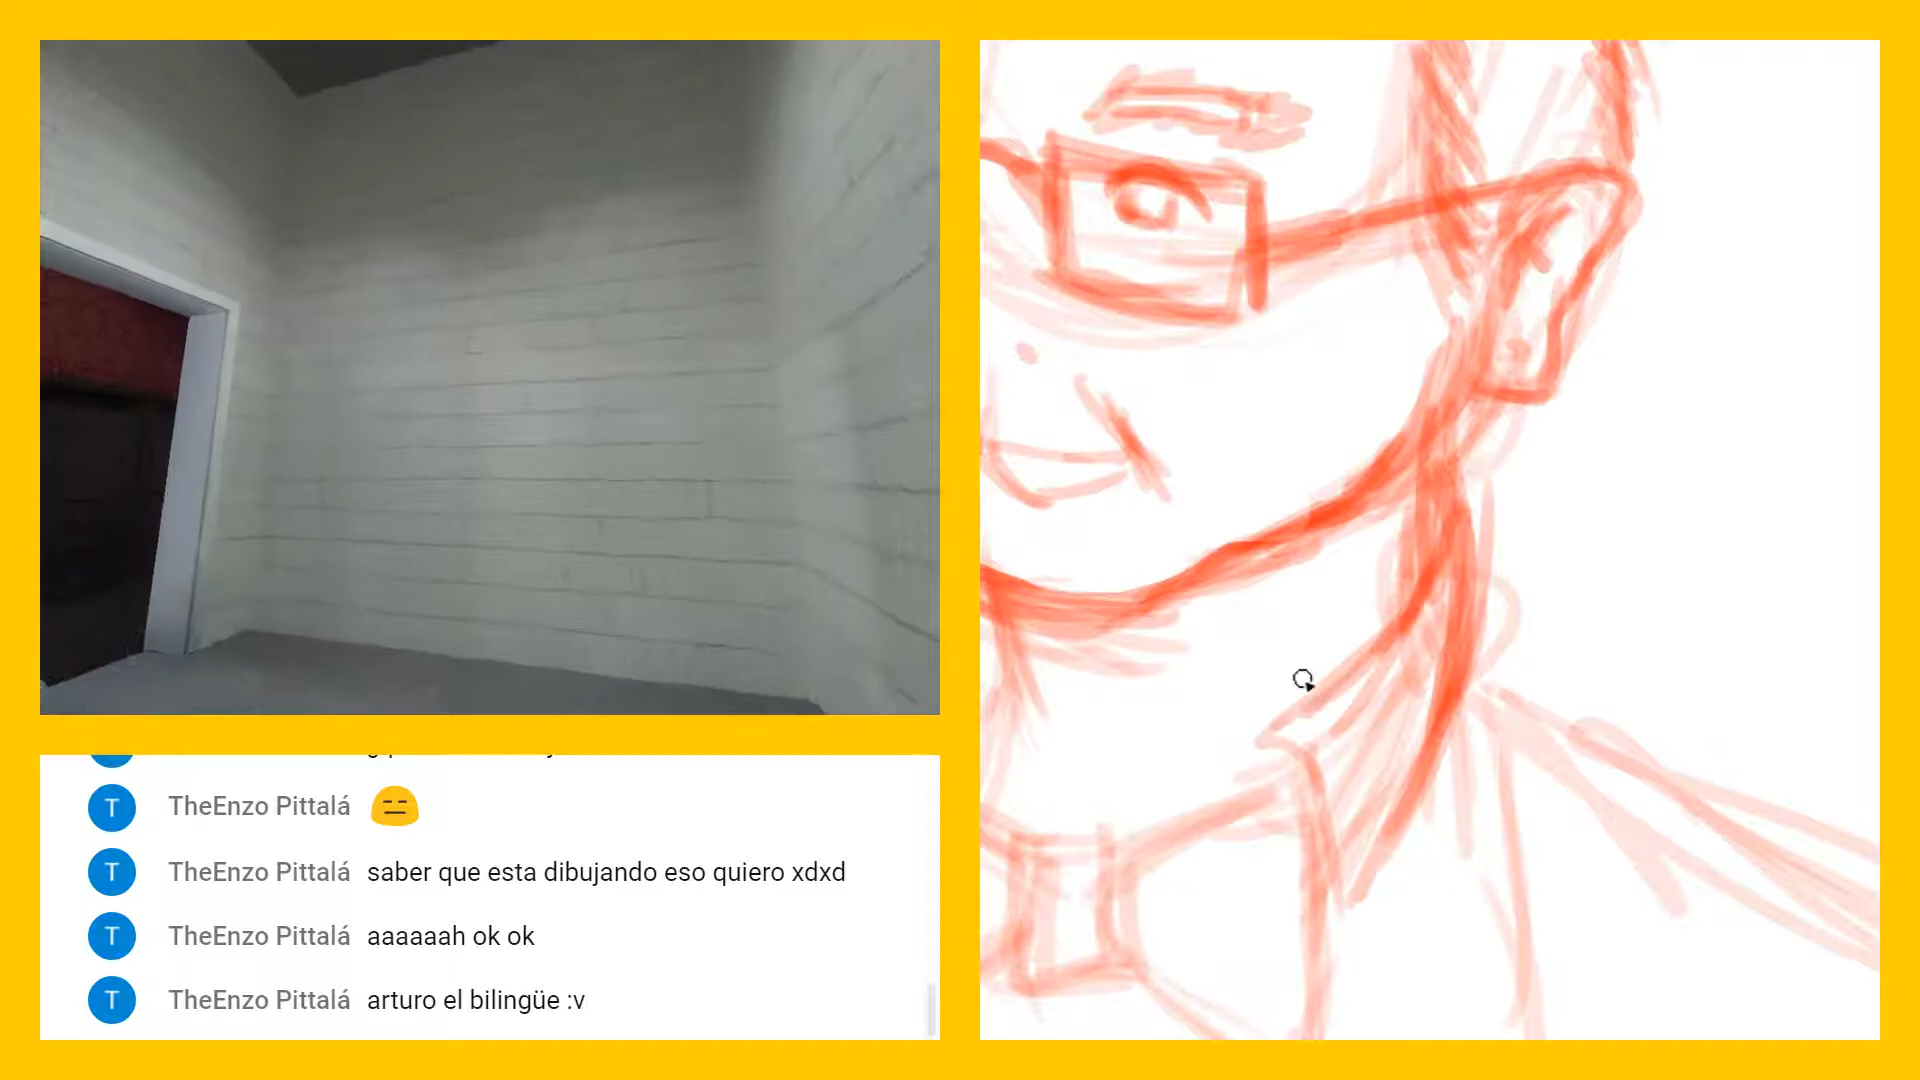 T TheEnzo Pittalá 😑
T TheEnzo Pittalá saber que esta dibujando eso quiero xdxd
T TheEnzo Pittalá aaaaaah ok ok
T TheEnzo Pittalá arturo el bilingüe :v